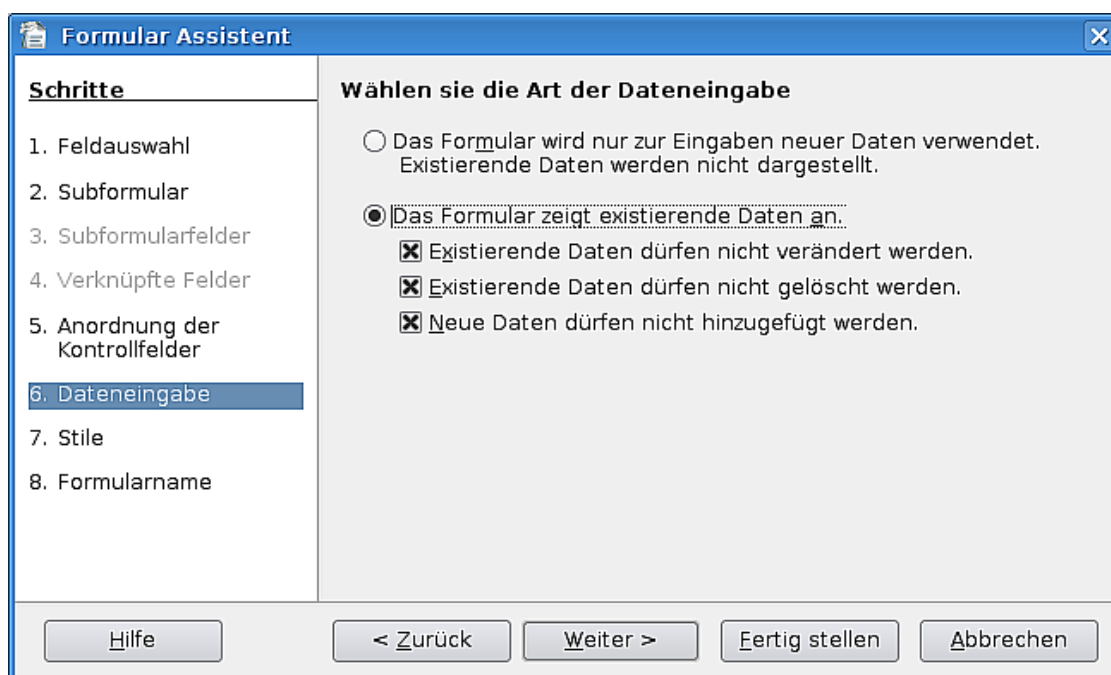 Formular Assistent
Schritte
1. Feldauswahl
2. Subformular
3. Subformularfelder
4. Verknüpfte Felder
5. Anordnung der
Kontrollfelder
6. Dateneingabe
7. Stile
8. Formularname
Wählen sie die Art der Dateneingabe
Das Formular wird nur zur Eingaben neuer Daten verwendet.
Existierende Daten werden nicht dargestellt.
Das Formular zeigt existierende Daten an.
Existierende Daten dürfen nicht verändert werden.
Existierende Daten dürfen nicht gelöscht werden.
Neue Daten dürfen nicht hinzugefügt werden.
Hilfe
< Zurück
Weiter >
Fertig stellen
Abbrechen